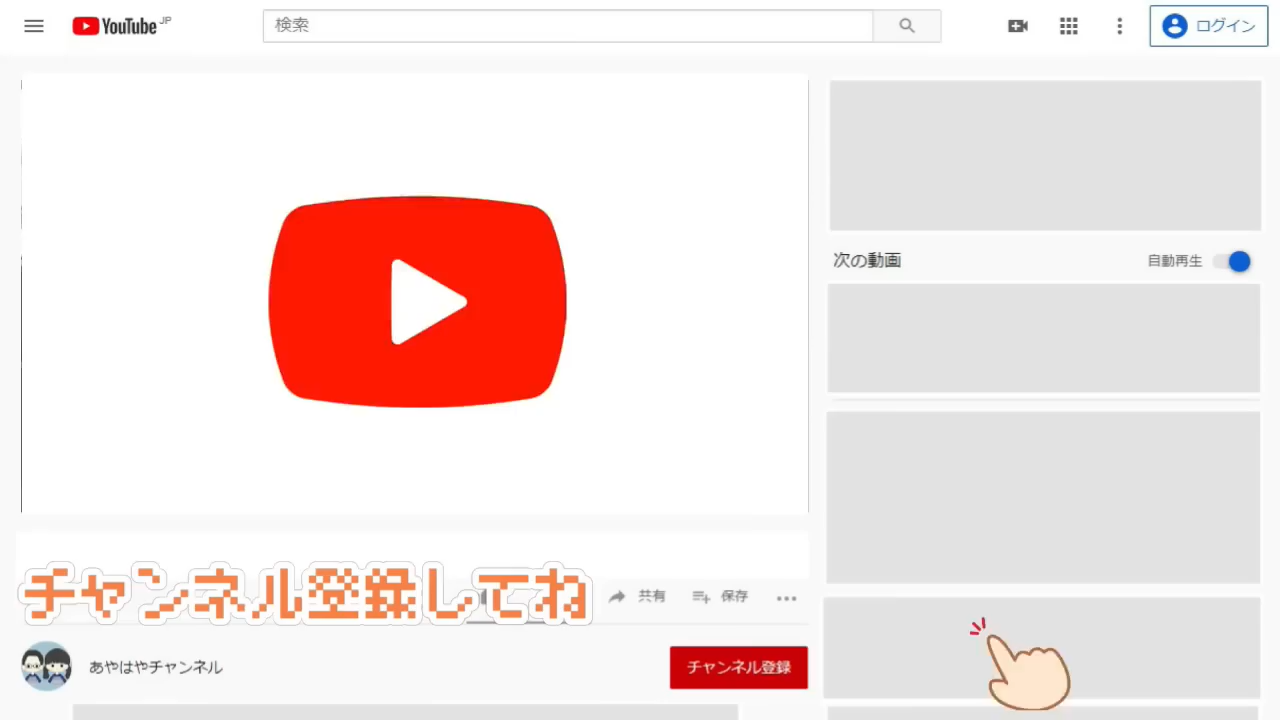 YouTube JP
検索
ログイン
次の動画
自動再生
チャンネル登録してね
共有
保存
あやはやチャンネル
チャンネル登録